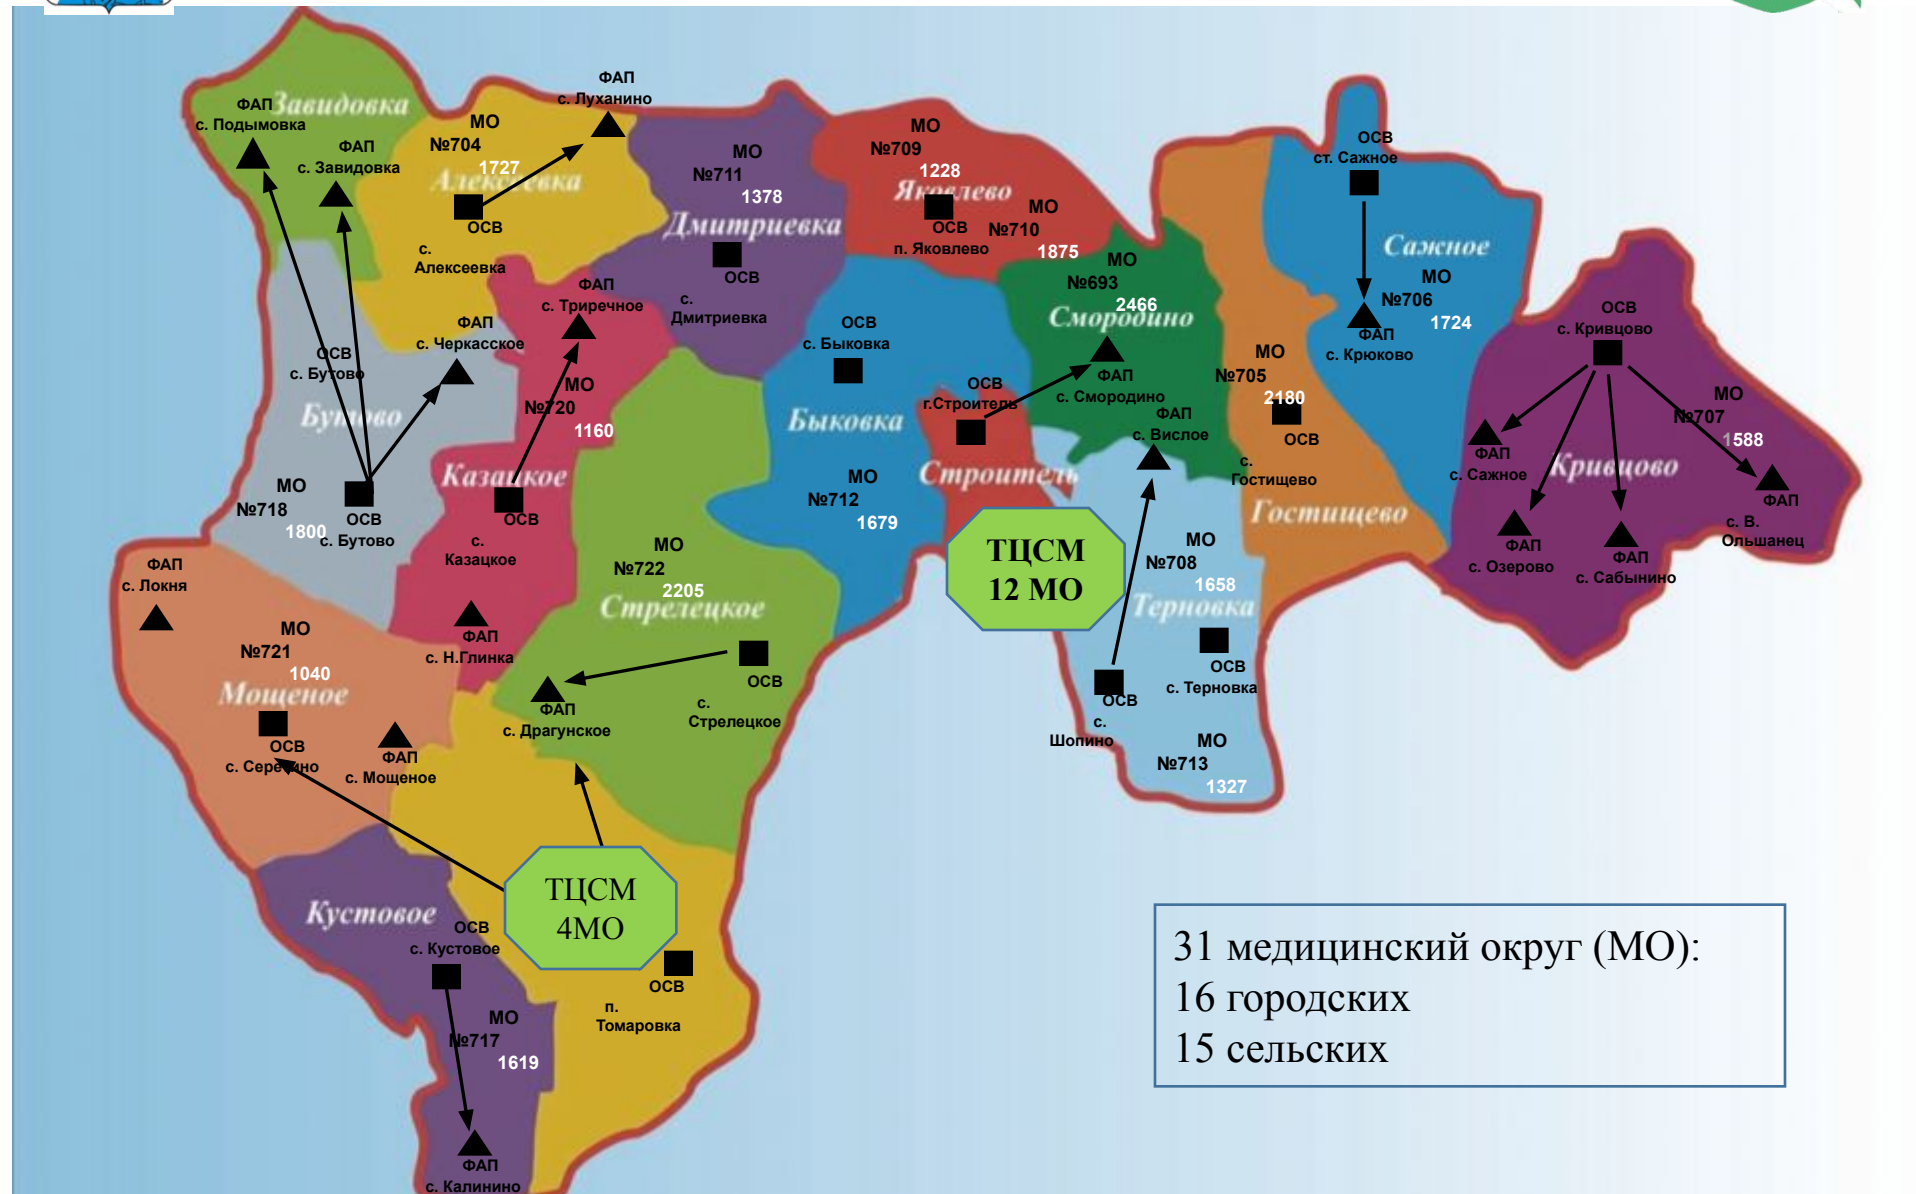 ФАП
с. Подымовка
Завидовка
ФАП
с. Завидовка
МО
№704
1727
Алексеевка
ОСВ
с.
Алексеевка
ФАП
с. Луханино
МО
№711
1378
Дмитриевка
ОСВ
с.
Дмитриевка
МО
№709
1228
Яковлево
ОСВ
п. Яковлево
МО
№710
1875
МО
№693
2466
Смородино
ФАП
с. Смородино
ФАП
с. Вислое
ОСВ
ст. Сажное
Сажное
МО
№706
1724
ФАП
с. Крюково
МО
№705
2180
ОСВ
с.
Гостищево
Гостищево
ОСВ
с. Кривцово
МО
№707
1588
Кривцово
ФАП
с. Сажное
ФАП
с. Озерово
ФАП
с. Сабынино
ФАП
с. В.
Ольшанец
ФАП
с. Триречное
ФАП
с. Черкасское
ОСВ
с. Бутово
Бутово
МО
№718
1800
ОСВ
с. Бутово
МО
№720
1160
Казацкое
ОСВ
с.
Казацкое
ФАП
с. Н.Глинка
ОСВ
с. Быковка
Быковка
МО
№712
1679
ОСВ
г.Строитель
Строитель
ТЦСМ
12 МО
МО
№708
1658
Терновка
ОСВ
с. Терновка
ОСВ
с.
Шопино
МО
№713
1327
МО
№722
2205
Стрелецкое
ОСВ
с.
Стрелецкое
ФАП
с. Драгунское
ФАП
с. Локня
МО
№721
1040
Мощеное
ОСВ
с. Серетино
ФАП
с. Мощеное
ТЦСМ
4МО
Кустовое
ОСВ
с. Кустовое
МО
№717
1619
ФАП
с. Калинино
ОСВ
п.
Томаровка
31 медицинский округ (МО):
16 городских
15 сельских